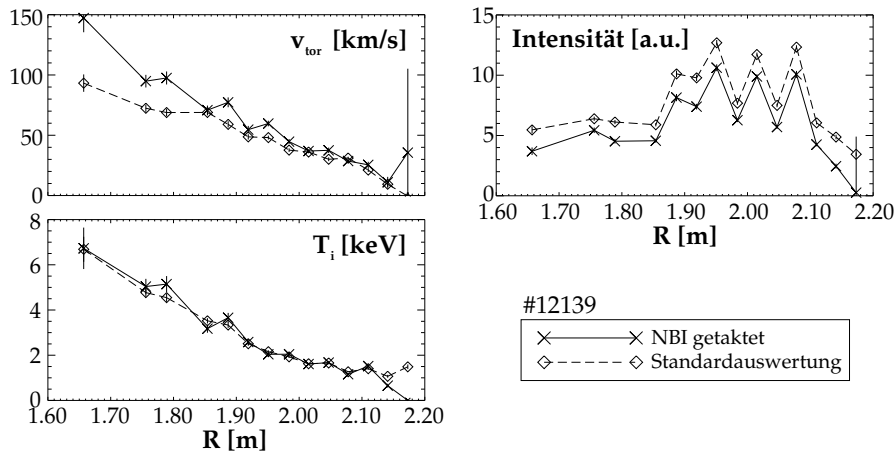 150
100
50
0
v_tor [km/s]
8
6
4
2
0
T_i [keV]
1.60 1.70 1.80 1.90 2.00 2.10 2.20
R [m]
15
10
5
0
Intensität [a.u.]
1.60 1.70 1.80 1.90 2.00 2.10 2.20
R [m]
#12139
NBI getaktet
Standardauswertung